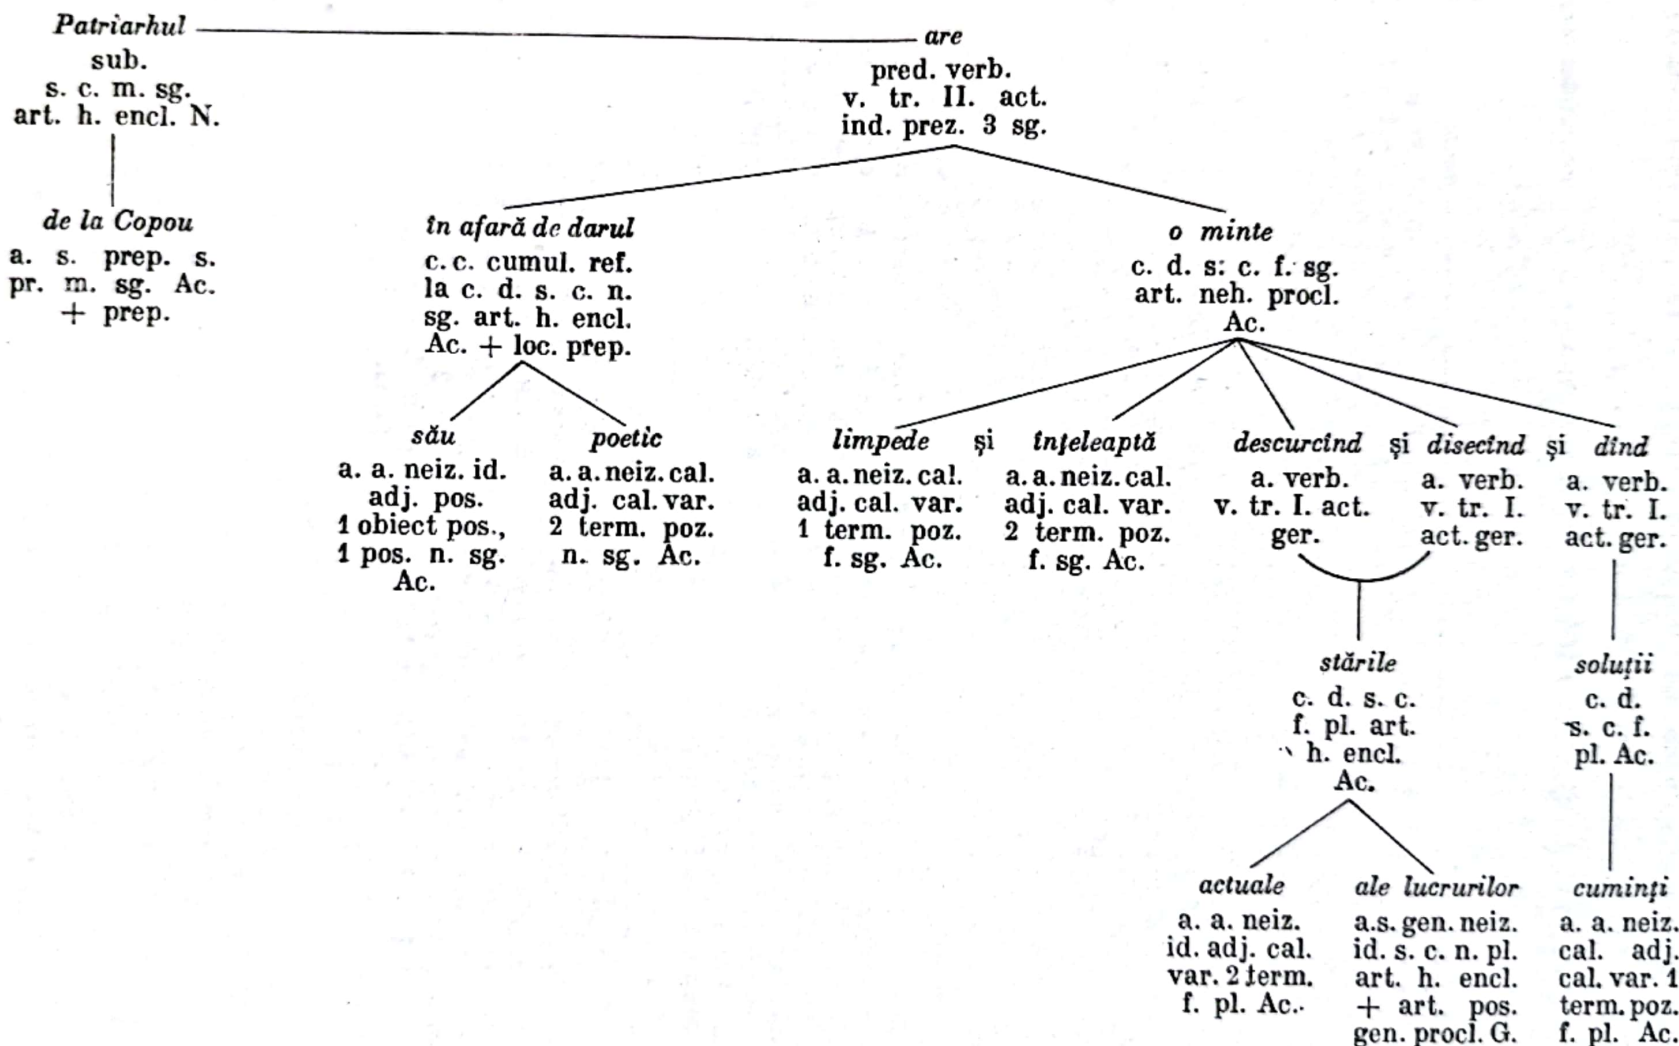 Patriarhul
sub.
s. c. m. sg.
art. h. encl. N.
are
pred. verb.
v. tr. II. act.
ind. prez. 3 sg.
de la Copou
a. s. prep. s.
pr. m. sg. Ac.
+ prep.
în afară de darul
c. c. cumul. ref.
la c. d. s. c. n.
sg. art. h. encl.
Ac. + loc. prep.
o minte
c. d. s. c. f. sg.
art. neh. procl.
Ac.
său
a. a. neiz. id.
adj. pos.
1 obiect pos.,
1 pos. n. sg.
Ac.
poetic
a. a. neiz. cal.
adj. cal. var.
2 term. poz.
n. sg. Ac.
limpede
a. a. neiz. cal.
adj. cal. var.
1 term. poz.
f. sg. Ac.
și
înțeleaptă
a. a. neiz. cal.
adj. cal. var.
2 term. poz.
f. sg. Ac.
descurcînd
a. verb.
v. tr. I. act.
ger.
și
disecînd
a. verb.
v. tr. I.
act. ger.
și
dînd
a. verb.
v. tr. I.
act. ger.
stările
c. d. s. c.
f. pl. art.
h. encl.
Ac.
soluții
c. d.
s. c. f.
pl. Ac.
actuale
a. a. neiz.
id. adj. cal.
var. 2 term.
f. pl. Ac.
ale lucrurilor
a.s. gen. neiz.
id. s. c. n. pl.
art. h. encl.
+ art. pos.
gen. procl. G.
cuminți
a. a. neiz.
cal. adj.
cal. var. 1
term. poz.
f. pl. Ac.